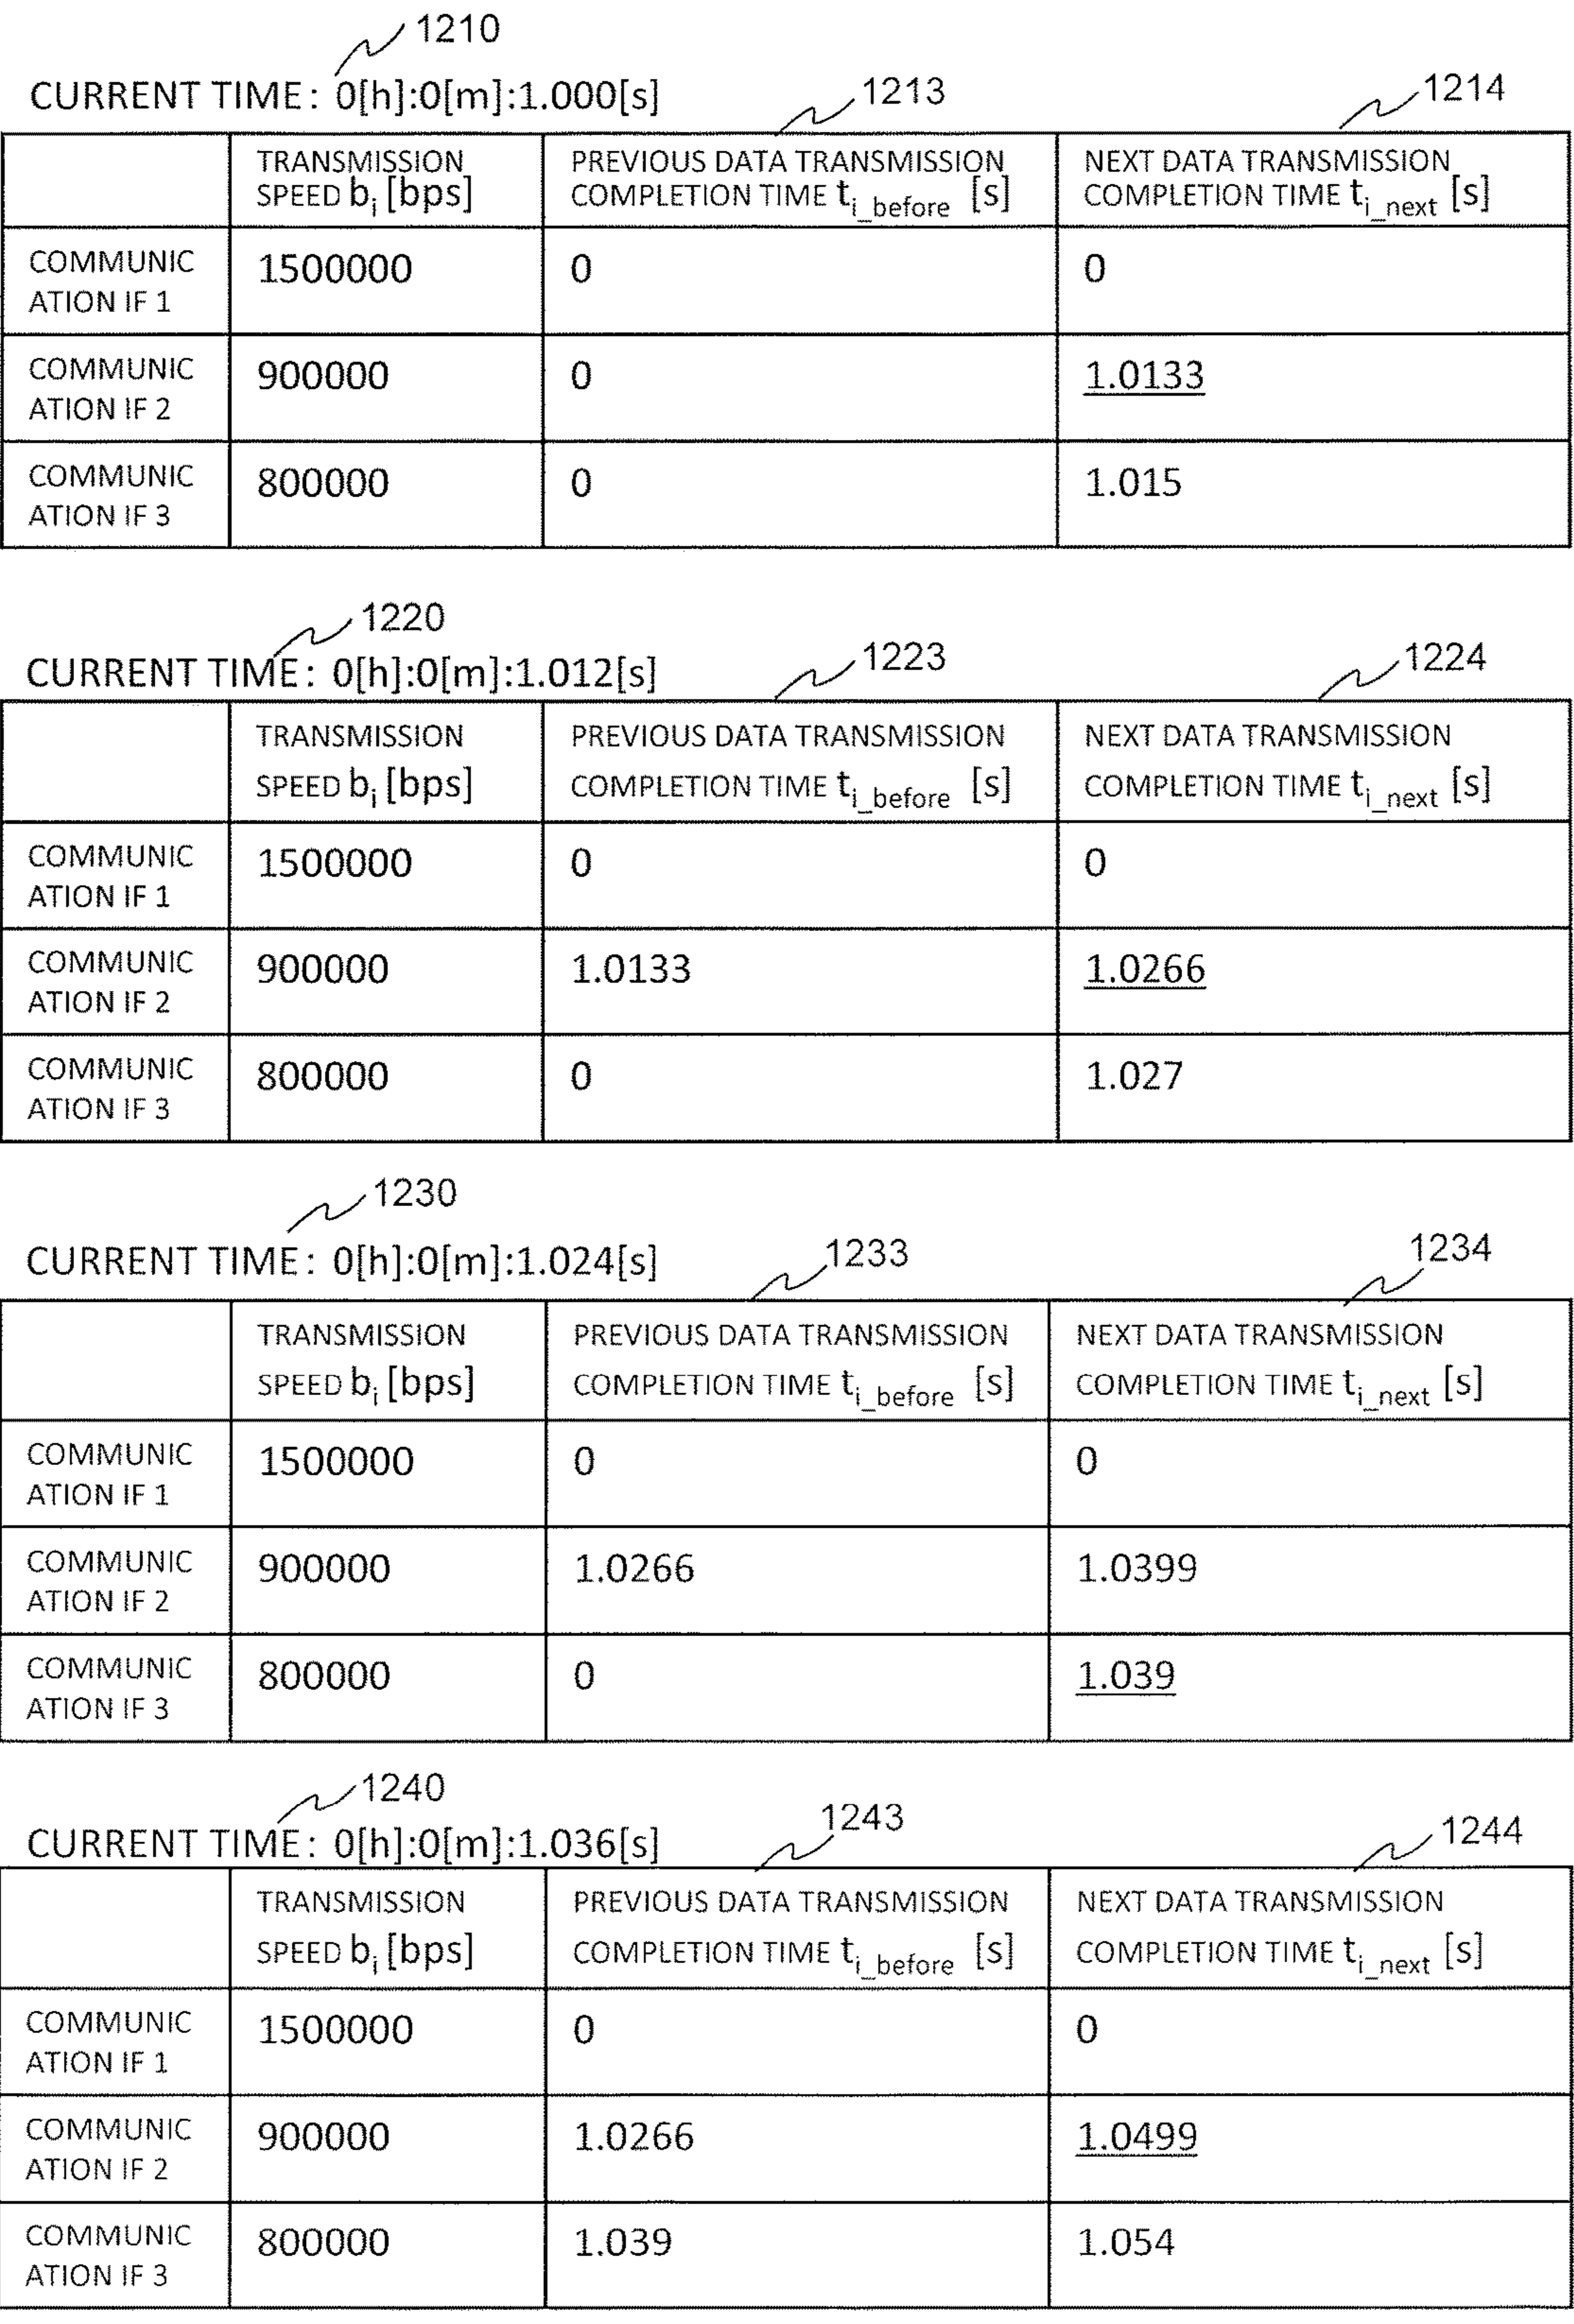 1210
CURRENT TIME: 0[h]:0[m]:1.000[s]
1213
1214
TRANSMISSION SPEED bi [bps]
PREVIOUS DATA TRANSMISSION COMPLETION TIME ti_before [s]
NEXT DATA TRANSMISSION COMPLETION TIME ti_next [s]
COMMUNIC
ATION IF 1
1500000
0
0
COMMUNIC
ATION IF 2
900000
0
1.0133
COMMUNIC
ATION IF 3
800000
0
1.015
1220
CURRENT TIME: 0[h]:0[m]:1.012[s]
1223
1224
TRANSMISSION
SPEED bi [bps]
PREVIOUS DATA TRANSMISSION
COMPLETION TIME ti_before [s]
NEXT DATA TRANSMISSION
COMPLETION TIME ti_next [s]
COMMUNIC
ATION IF 1
1500000
0
0
COMMUNIC
ATION IF 2
900000
1.0133
1.0266
COMMUNIC
ATION IF 3
800000
0
1.027
1230
CURRENT TIME: 0[h]:0[m]:1.024[s]
1233
1234
TRANSMISSION
SPEED bi [bps]
PREVIOUS DATA TRANSMISSION
COMPLETION TIME ti_before [s]
NEXT DATA TRANSMISSION
COMPLETION TIME ti_next [s]
COMMUNIC
ATION IF 1
1500000
0
0
COMMUNIC
ATION IF 2
900000
1.0266
1.0399
COMMUNIC
ATION IF 3
800000
0
1.039
1240
CURRENT TIME: 0[h]:0[m]:1.036[s]
1243
1244
TRANSMISSION
SPEED bi [bps]
PREVIOUS DATA TRANSMISSION
COMPLETION TIME ti_before [s]
NEXT DATA TRANSMISSION
COMPLETION TIME ti_next [s]
COMMUNIC
ATION IF 1
1500000
0
0
COMMUNIC
ATION IF 2
900000
1.0266
1.0499
COMMUNIC
ATION IF 3
800000
1.039
1.054